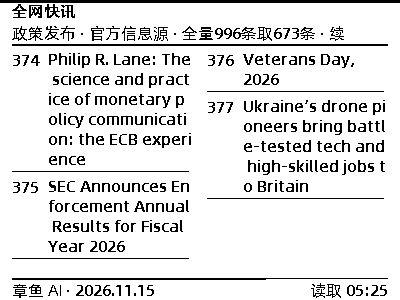 全网快讯
政策发布 · 官方信息源 · 全量996条取673条 · 续
374 Philip R. Lane: The
science and pract
ice of monetary p
olicy communicati
on: the ECB experi
ence
375 SEC Announces En
forcement Annual
Results for Fiscal
Year 2026
376 Veterans Day,
2026
377 Ukraine’s drone pi
oneers bring battl
e-tested tech and
high-skilled jobs t
o Britain
章鱼 AI · 2026.11.15
读取 05:25